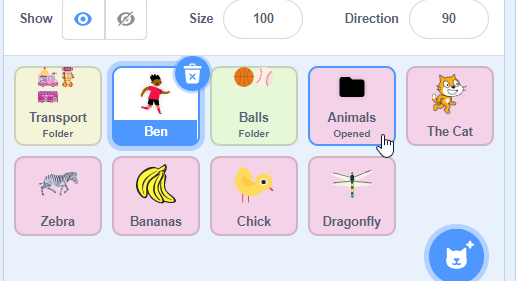 Show Size 100 Direction 90
Transport Ben Balls Animals The Cat
Folder Folder Opened
Zebra Bananas Chick Dragonfly